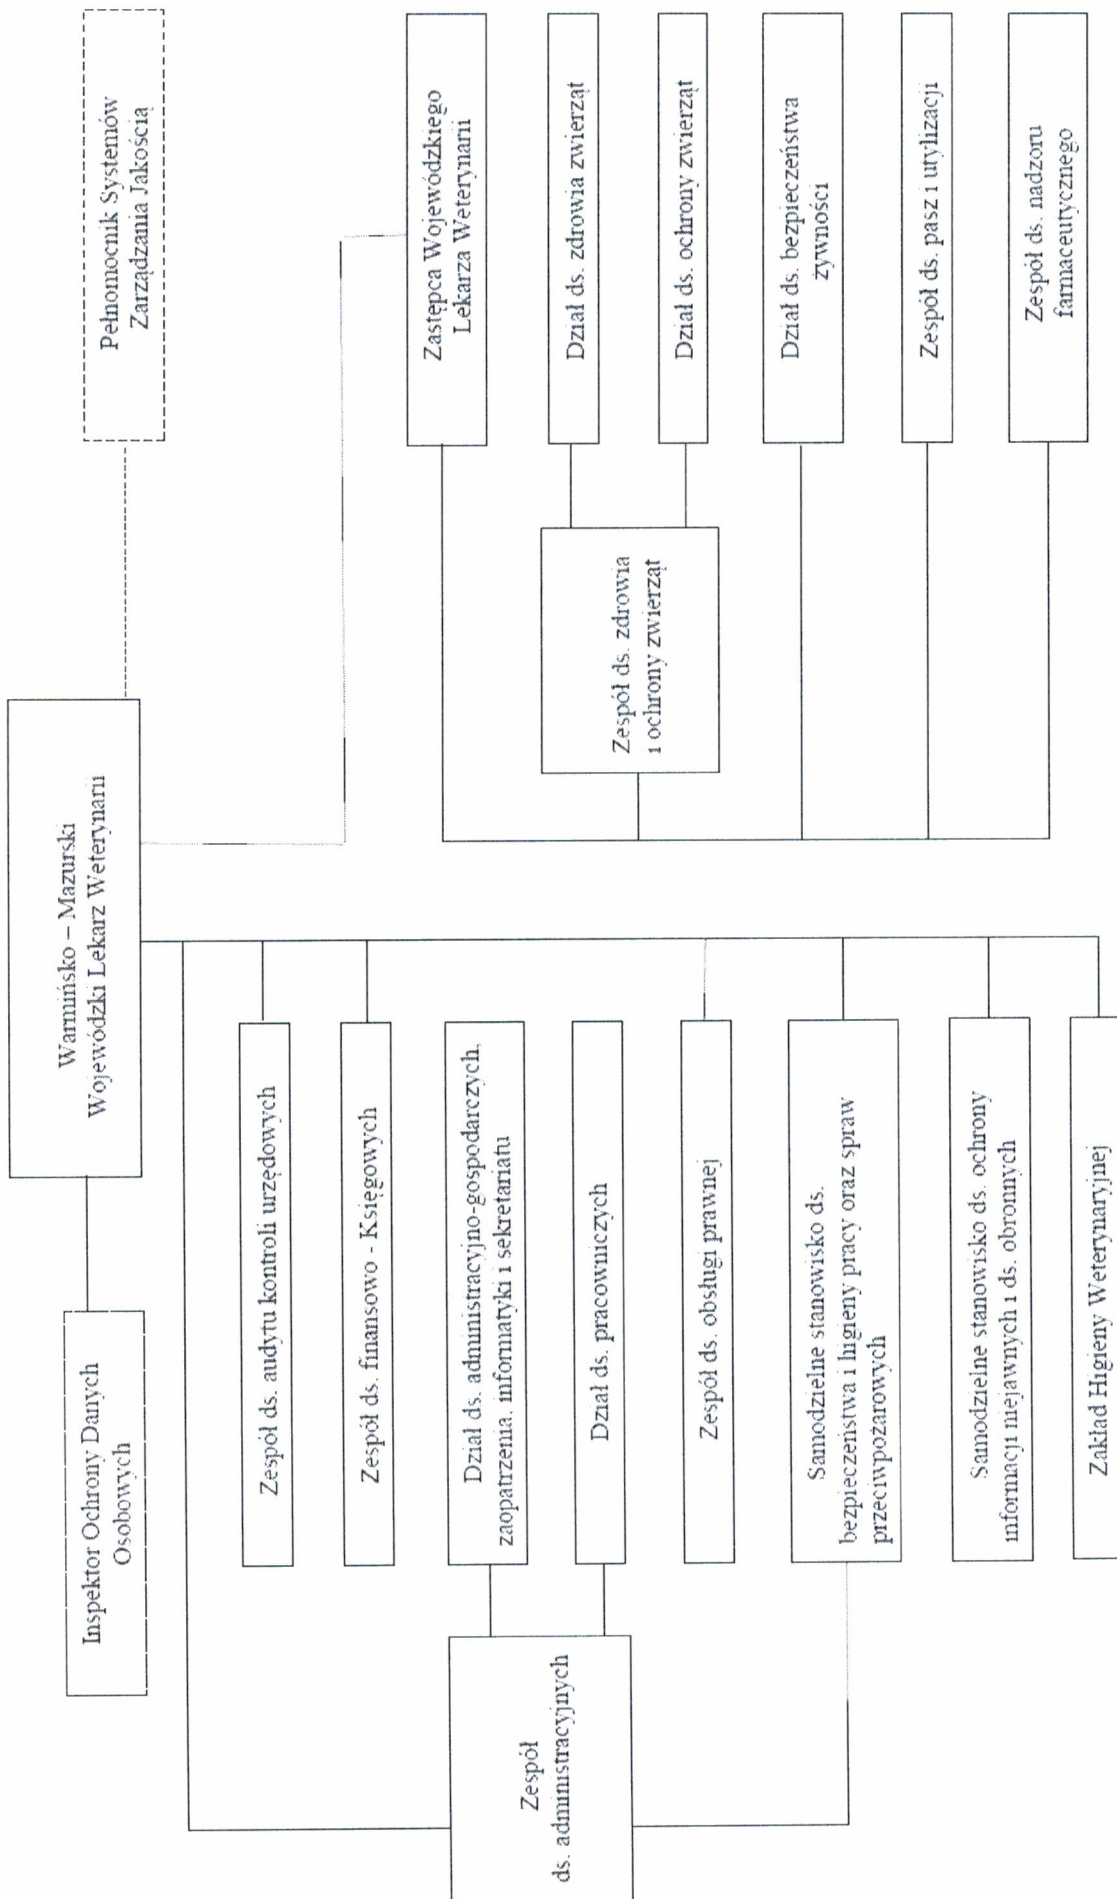 Warmińsko – Mazurski
Wojewódzki Lekarz Weterynarii
Inspektor Ochrony Danych
Osobowych
Pełnomocnik Systemów
Zarządzania Jakością
Zespół
ds. administracyjnych
Zespół ds. audytu kontroli urzędowych
Zespół ds. finansowo - Księgowych
Dział ds. administracyjno-gospodarczych,
zaopatrzenia, informatyki i sekretariatu
Dział ds. pracowniczych
Zespół ds. obsługi prawnej
Samodzielne stanowisko ds.
bezpieczeństwa i higieny pracy oraz spraw
przeciwpożarowych
Samodzielne stanowisko ds. ochrony
informacji niejawnych i ds. obronnych
Zakład Higieny Weterynaryjnej
Zastępca Wojewódzkiego
Lekarza Weterynarii
Zespół ds. zdrowia
i ochrony zwierząt
Dział ds. zdrowia zwierząt
Dział ds. ochrony zwierząt
Dział ds. bezpieczeństwa
żywności
Zespół ds. pasz i utylizacji
Zespół ds. nadzoru
farmaceutycznego